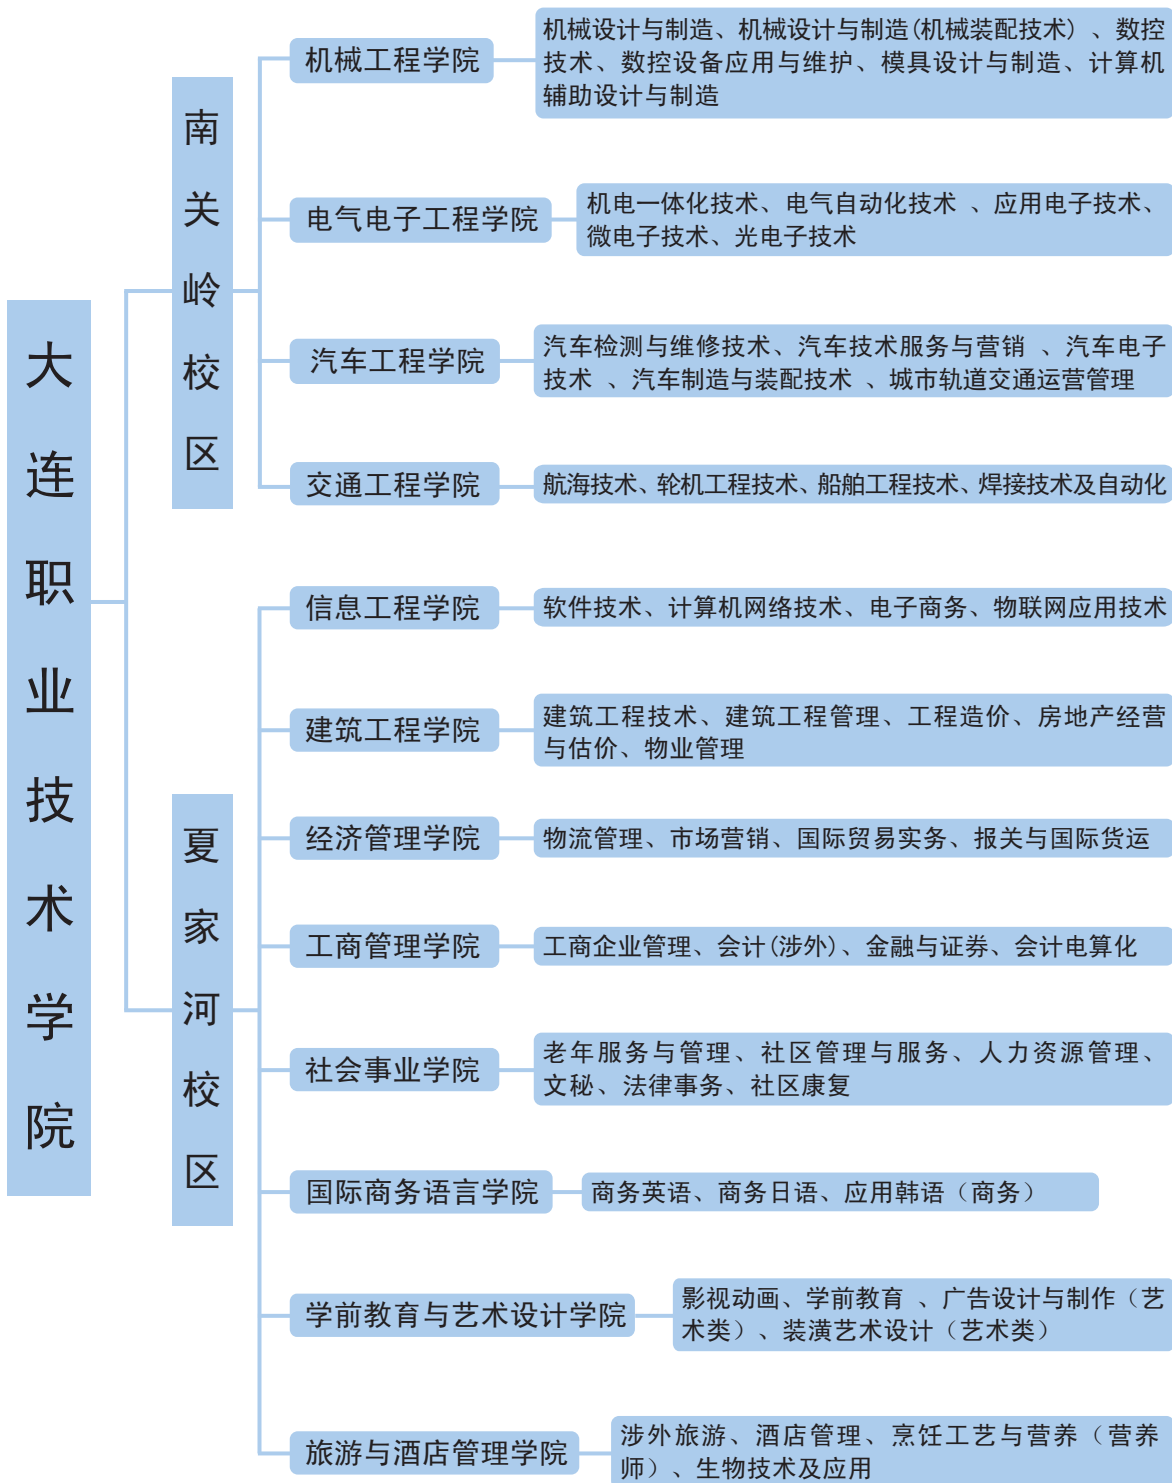 大连职业技术学院
南关岭校区
机械工程学院
机械设计与制造、机械设计与制造(机械装配技术)、数控
技术、数控设备应用与维护、模具设计与制造、计算机
辅助设计与制造
电气电子工程学院
机电一体化技术、电气自动化技术 、应用电子技术、
微电子技术、光电子技术
汽车工程学院
汽车检测与维修技术、汽车技术服务与营销 、汽车电子
技术 、汽车制造与装配技术 、城市轨道交通运营管理
交通工程学院
航海技术、轮机工程技术、船舶工程技术、焊接技术及自动化
夏家河校区
信息工程学院
软件技术、计算机网络技术、电子商务、物联网应用技术
建筑工程学院
建筑工程技术、建筑工程管理、工程造价、房地产经营
与估价、物业管理
经济管理学院
物流管理、市场营销、国际贸易实务、报关与国际货运
工商管理学院
工商企业管理、会计(涉外)、金融与证券、会计电算化
社会事业学院
老年服务与管理、社区管理与服务、人力资源管理、
文秘、法律事务、社区康复
国际商务语言学院
商务英语、商务日语、应用韩语（商务）
学前教育与艺术设计学院
影视动画、学前教育 、广告设计与制作（艺
术类）、装潢艺术设计（艺术类）
旅游与酒店管理学院
涉外旅游、酒店管理、烹饪工艺与营养（营养
师）、生物技术及应用